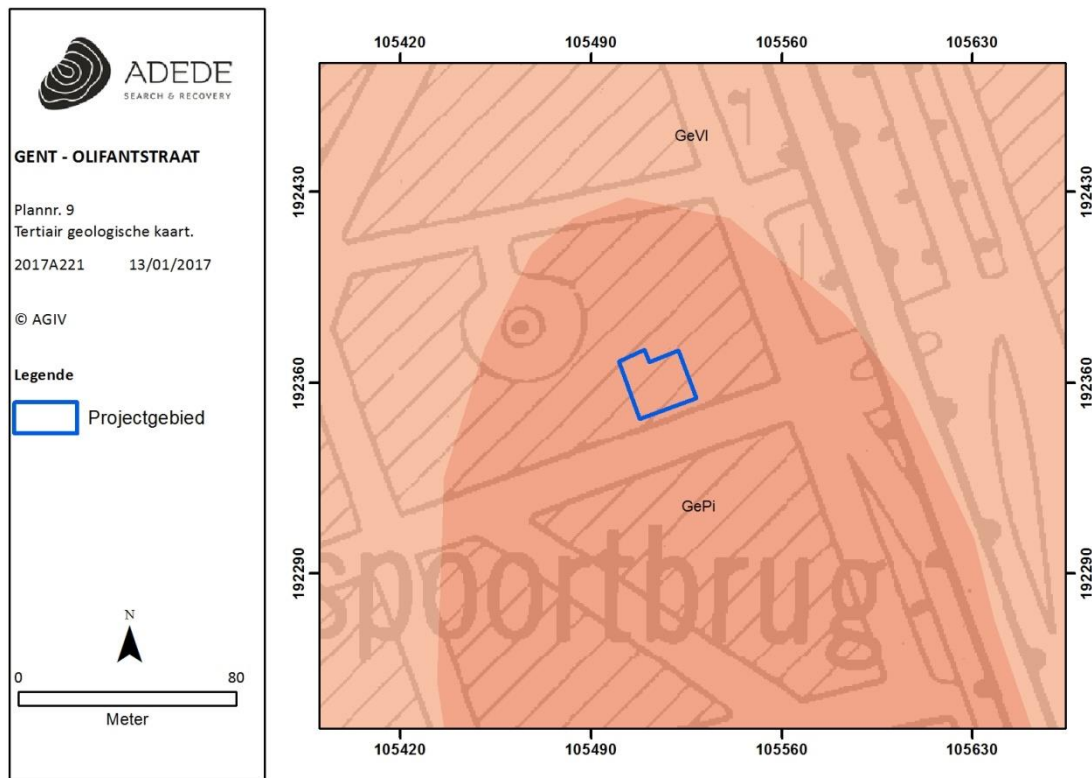 ADEDE
SEARCH & RECOVERY
GENT - OLIFANTSTRAAT
Plannr. 9
Tertiair geologische kaart.
2017A221 13/01/2017
© AGIV
Legende
Projectgebied
N
0 80
Meter
105420 105490 105560 105630
192430
192360
192290
GeVl
GePi
spoortbrug
192430
192360
192290
105420 105490 105560 105630